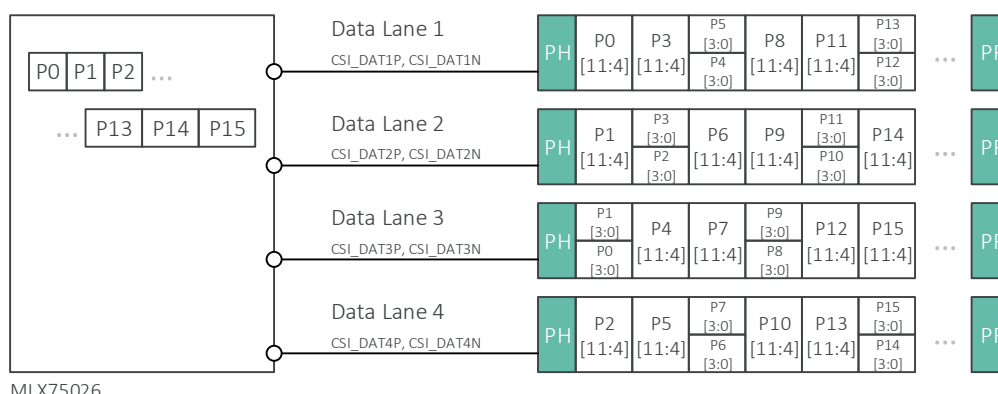 Data Lane 1
CSI_DAT1P, CSI_DAT1N
P0 P1 P2 ...
... P13 P14 P15
PH P0 [11:4] P3 [11:4] P5 [3:0] P4 [3:0] P8 [11:4] P11 [11:4] P13 [3:0] P12 [3:0] ...
Data Lane 2
CSI_DAT2P, CSI_DAT2N
PH P1 [11:4] P3 [3:0] P2 [3:0] P6 [11:4] P9 [11:4] P11 [3:0] P10 [3:0] P14 [11:4] ...
Data Lane 3
CSI_DAT3P, CSI_DAT3N
PH P1 [3:0] P0 [3:0] P4 [11:4] P7 [11:4] P9 [3:0] P8 [3:0] P12 [11:4] P15 [11:4] ...
Data Lane 4
CSI_DAT4P, CSI_DAT4N
PH P2 [11:4] P5 [11:4] P7 [3:0] P6 [3:0] P10 [11:4] P13 [11:4] P15 [3:0] P14 [3:0] ...
MLX75026